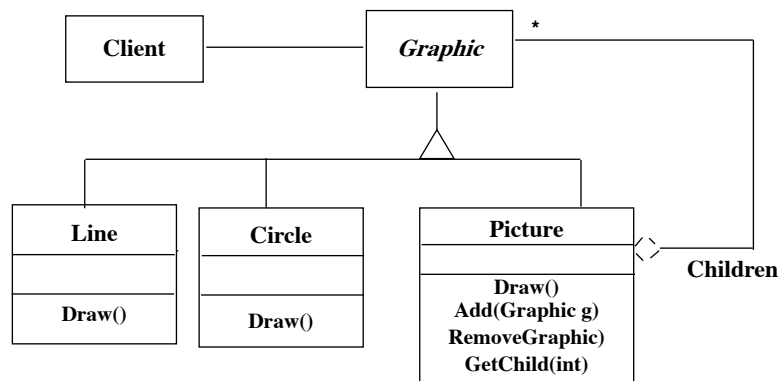 *
Client
Graphic
Line
Circle
Picture
Children
Draw()
Draw()
Draw()
Add(Graphic g)
RemoveGraphic)
GetChild(int)